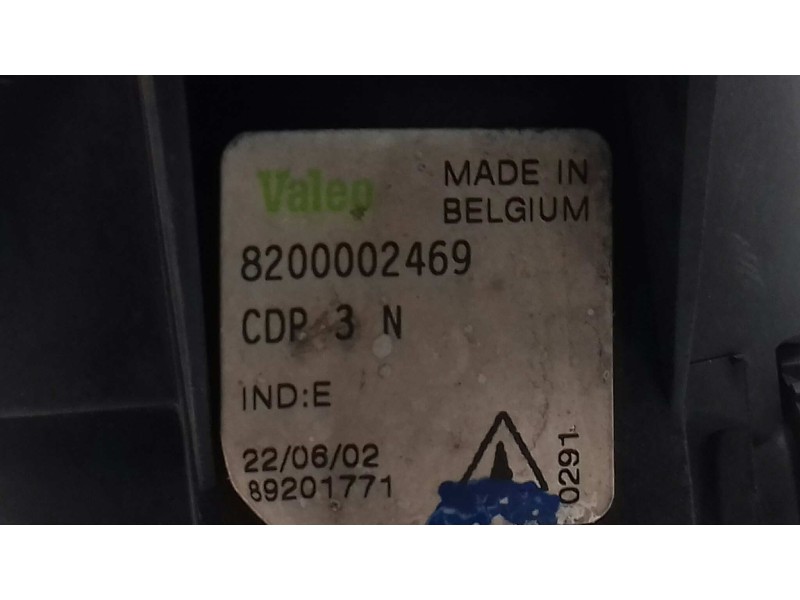 Valeo
MADE IN
BELGIUM
8200002469
CDP 3 N
IND:E
22/06/02
89201771
0291